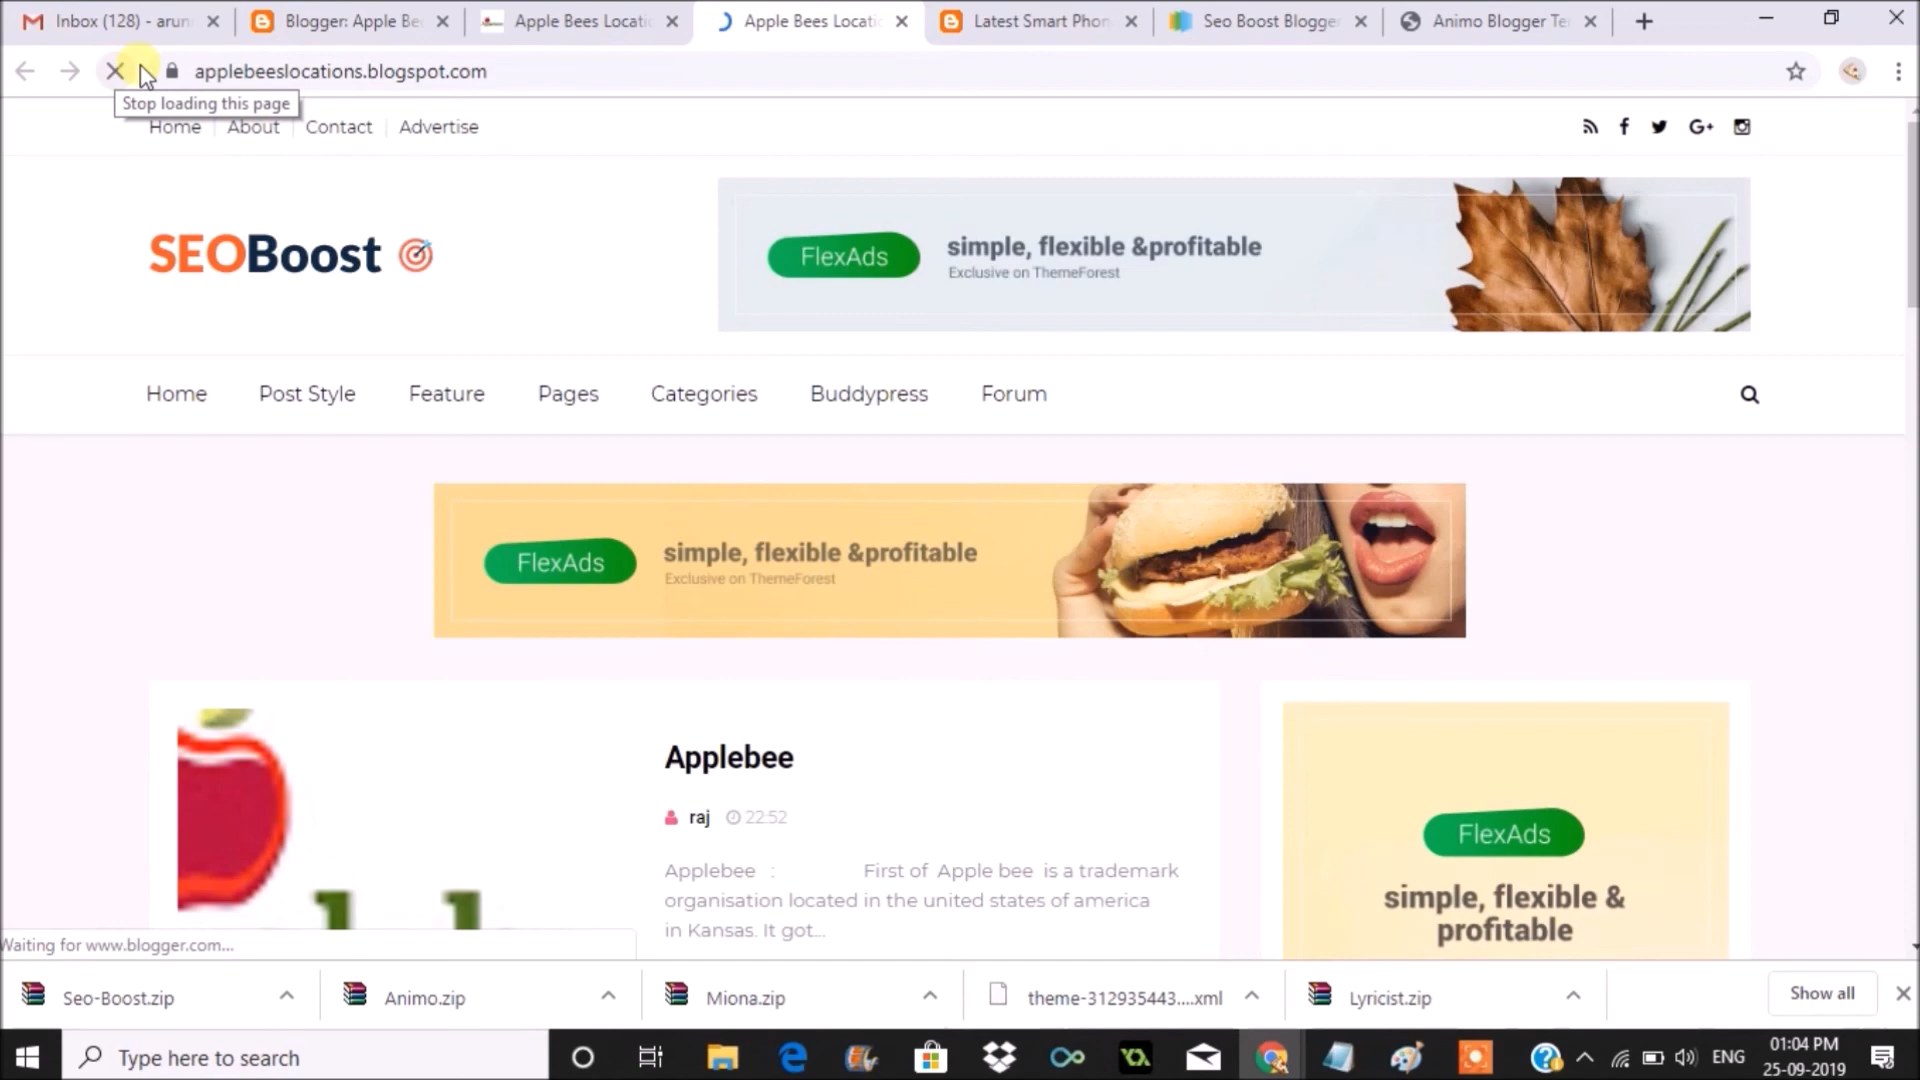 Inbox (128) - arun
Blogger: Apple Be
Apple Bees Locatio
Apple Bees Locatio
Latest Smart Phon
Seo Boost Blogger
Animo Blogger Te
applebeeslocations.blogspot.com
Stop loading this page
Home About Contact Advertise
G+
SEOBoost
FlexAds
simple, flexible &profitable
Exclusive on ThemeForest
Home Post Style Feature Pages Categories Buddypress Forum
FlexAds
simple, flexible &profitable
Exclusive on ThemeForest
Applebee
raj 22:52
Applebee : First of Apple bee is a trademark
organisation located in the united states of america
in Kansas. It got...
FlexAds
simple, flexible &
profitable
Waiting for www.blogger.com...
Seo-Boost.zip
Animo.zip
Miona.zip
theme-312935443....xml
Lyricist.zip
Show all
Type here to search
ENG
01:04 PM
25-09-2019